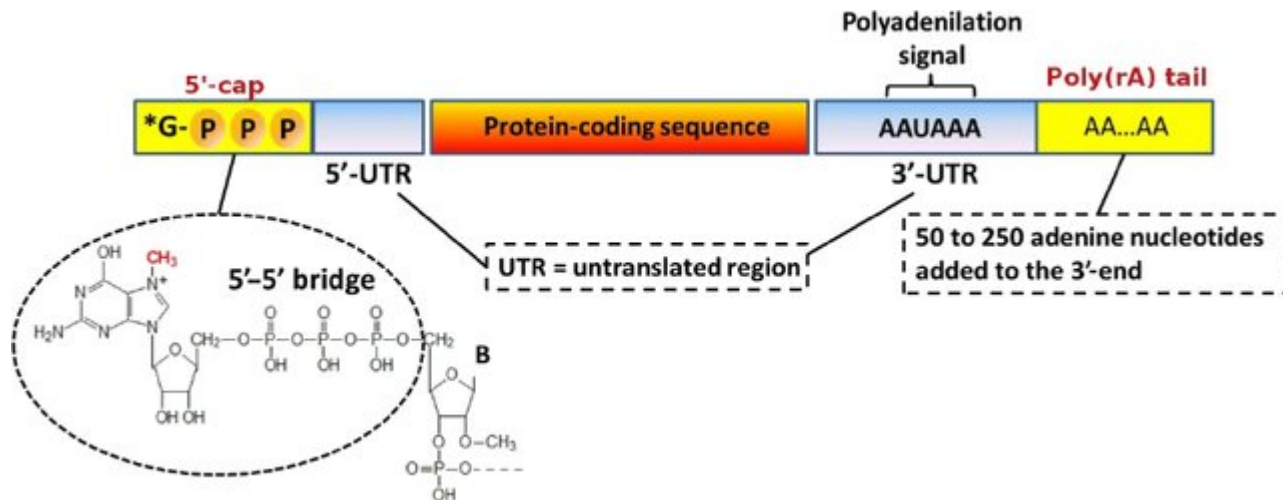 Polyadenilation
signal
5'-cap
Poly(rA) tail
*G- P P P
Protein-coding sequence
AAUAAA
AA...AA
5'-UTR
3'-UTR
UTR = untranslated region
50 to 250 adenine nucleotides
added to the 3'-end
5'–5' bridge
OH
CH₃
N
N⁺
H₂N
N
N
O
CH₂–O–P–O–P–O–P–O–CH₂
O O O
OH OH OH
B
O
OH OH
O O–CH₃
O=P–O----
OH